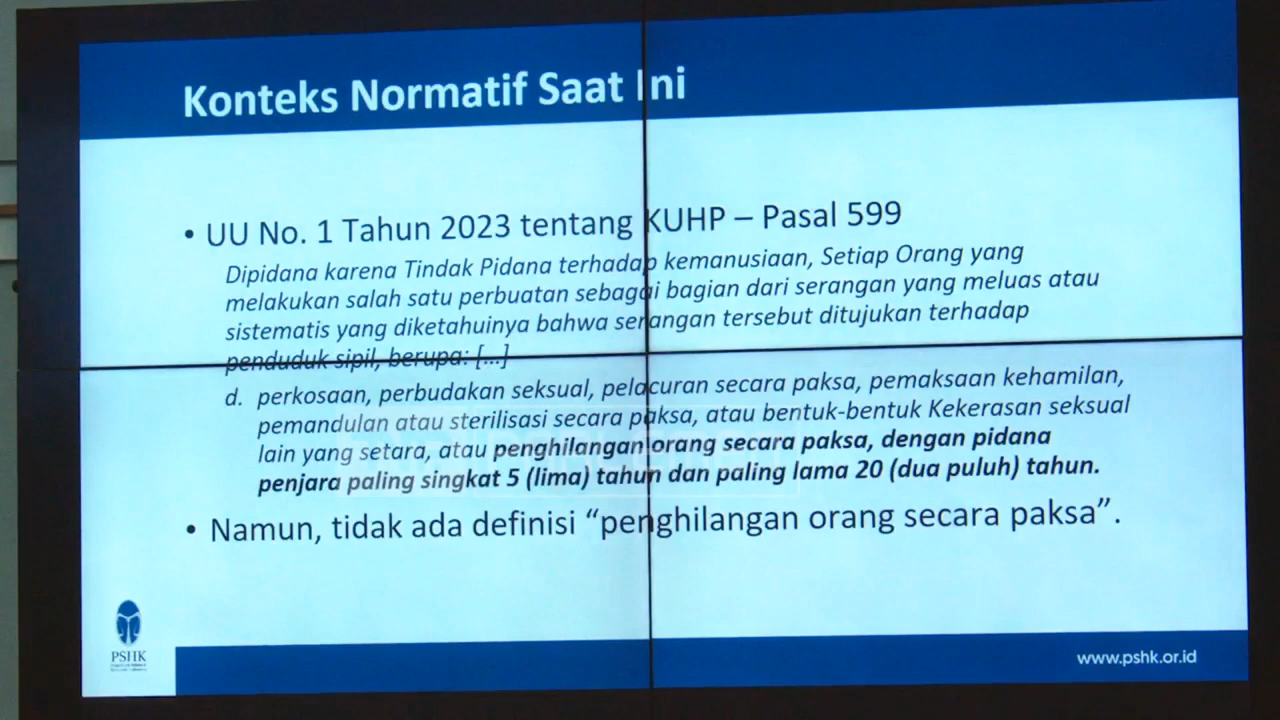 Konteks Normatif Saat Ini
• UU No. 1 Tahun 2023 tentang KUHP – Pasal 599
Dipidana karena Tindak Pidana terhadap kemanusiaan, Setiap Orang yang
melakukan salah satu perbuatan sebagai bagian dari serangan yang meluas atau
sistematis yang diketahuinya bahwa serangan tersebut ditujukan terhadap
penduduk sipil, berupa: [...]
d. perkosaan, perbudakan seksual, pelacuran secara paksa, pemaksaan kehamilan,
pemandulan atau sterilisasi secara paksa, atau bentuk-bentuk Kekerasan seksual
lain yang setara, atau penghilangan orang secara paksa, dengan pidana
penjara paling singkat 5 (lima) tahun dan paling lama 20 (dua puluh) tahun.
• Namun, tidak ada definisi “penghilangan orang secara paksa”.
PSHK
www.pshk.or.id